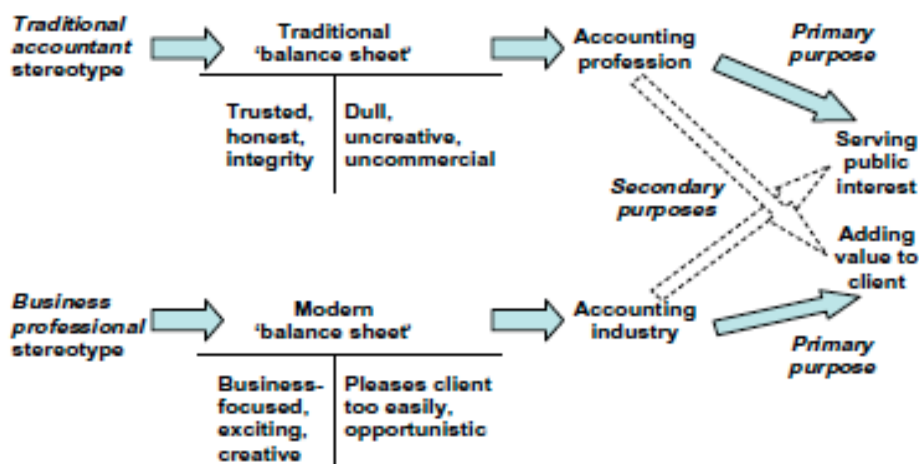 Traditional
accountant
stereotype
Traditional
'balance sheet'
Trusted,
honest,
integrity
Dull,
uncreative,
uncommercial
Accounting
profession
Primary
purpose
Serving
public
interest
Secondary
purposes
Adding
value to
client
Business
professional
stereotype
Modern
'balance sheet'
Business-
focused,
exciting,
creative
Pleases client
too easily,
opportunistic
Accounting
industry
Primary
purpose